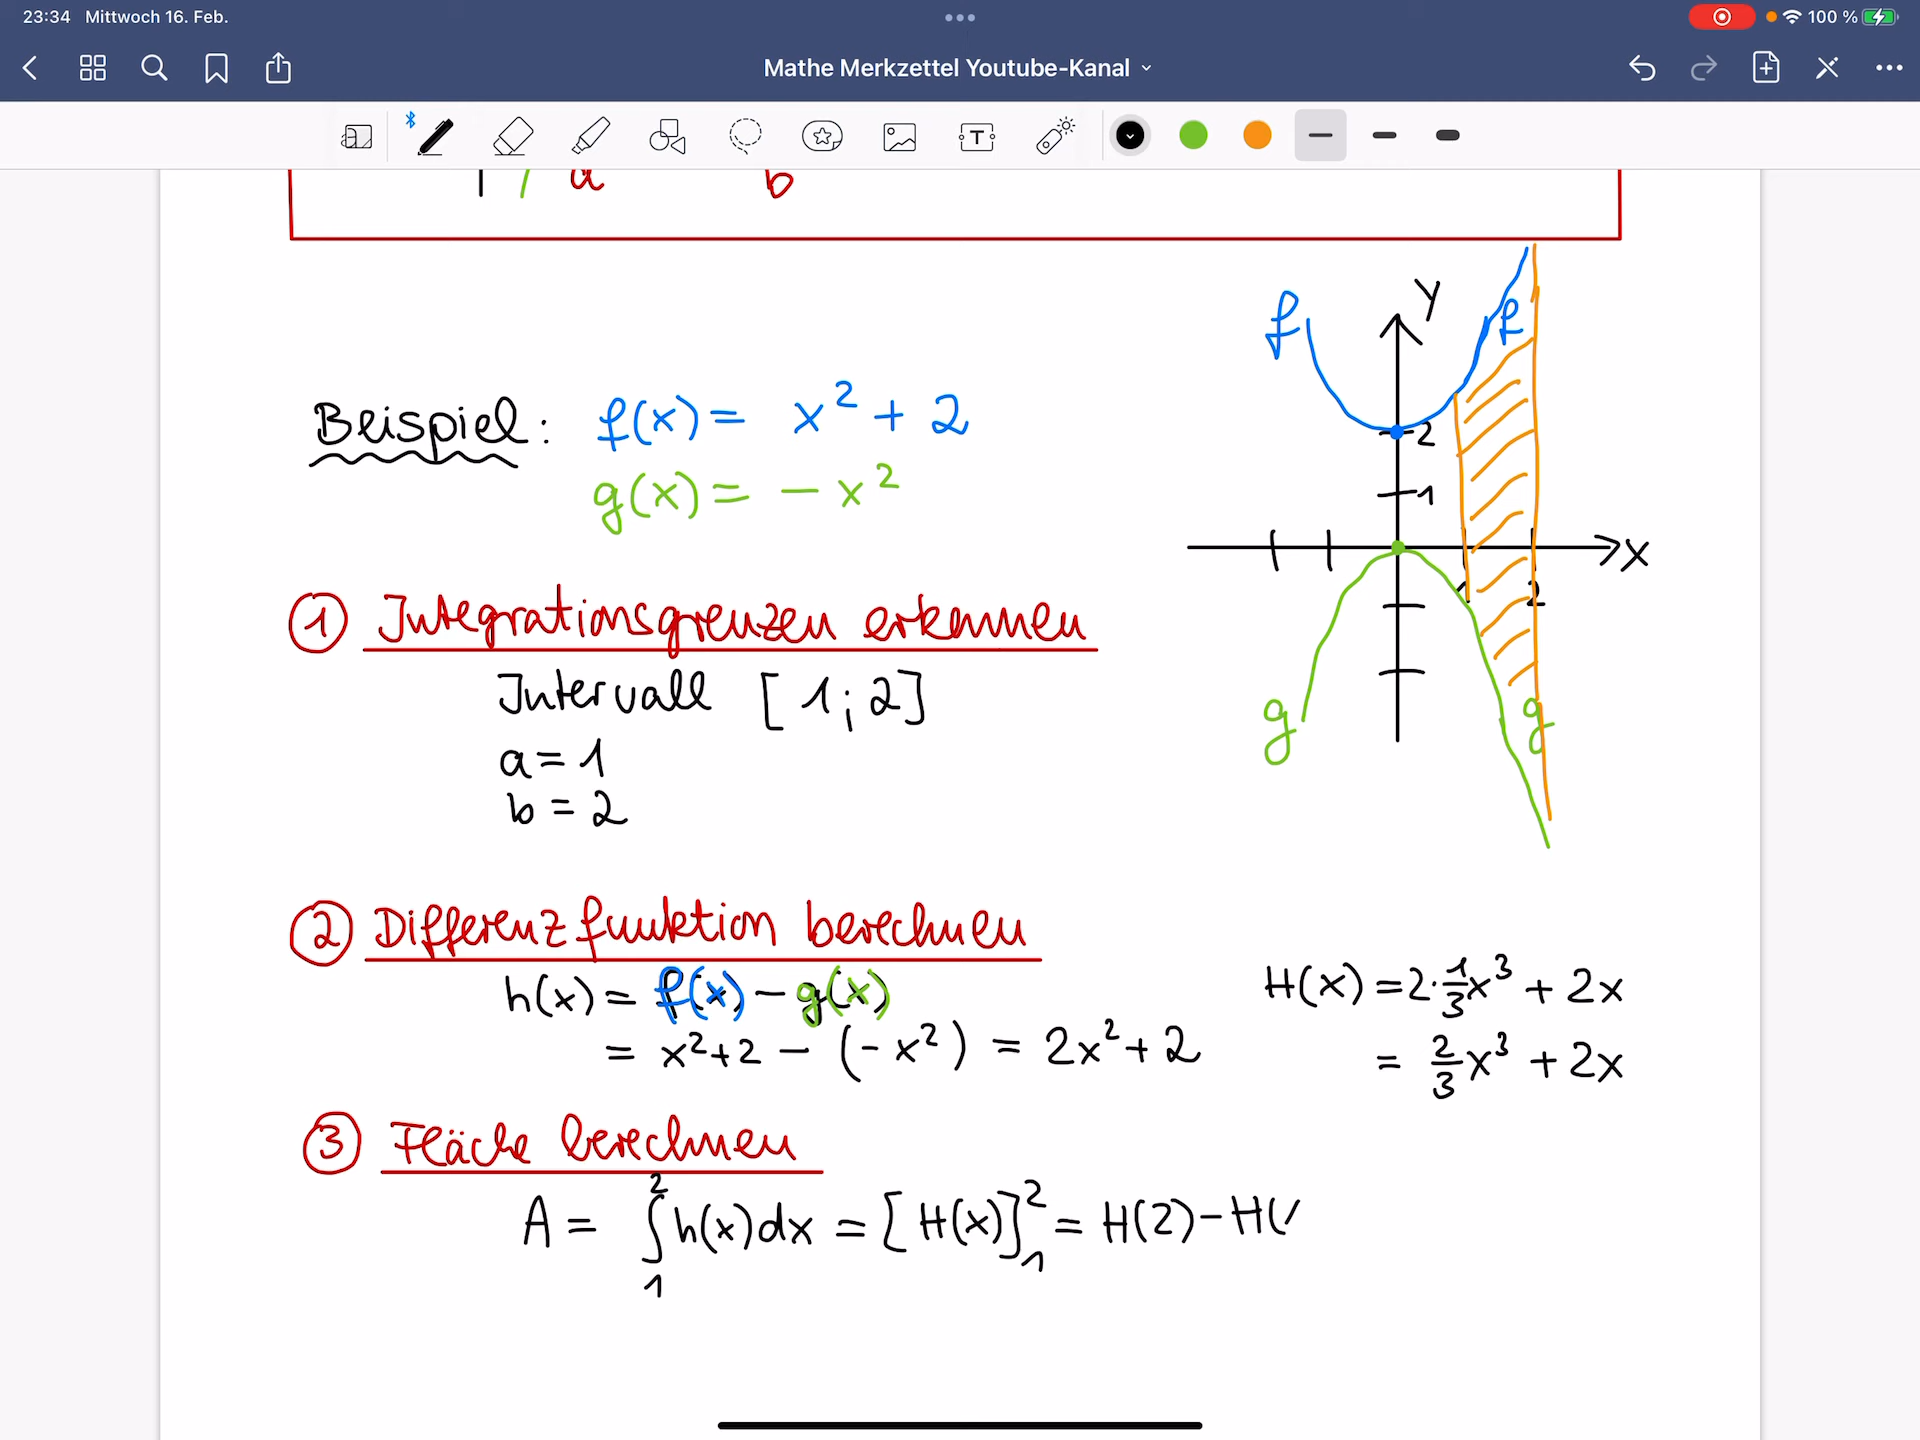 23:34 Mittwoch 16. Feb.
100 %
Mathe Merkzettel Youtube-Kanal
a b
Beispiel: f(x) = x² + 2
g(x) = - x²
y
f f
2
1
x
1 2
g g
① Integrationsgrenzen erkennen
Intervall [1;2]
a = 1
b = 2
② Differenzfunktion berechnen
h(x) = f(x) - g(x)
= x²+2 - (-x²) = 2x²+2
H(x) = 2·1/3x³ + 2x
= 2/3x³ + 2x
③ Fläche berechnen
A = ∫₁² h(x)dx = [H(x)]₁² = H(2) - H(